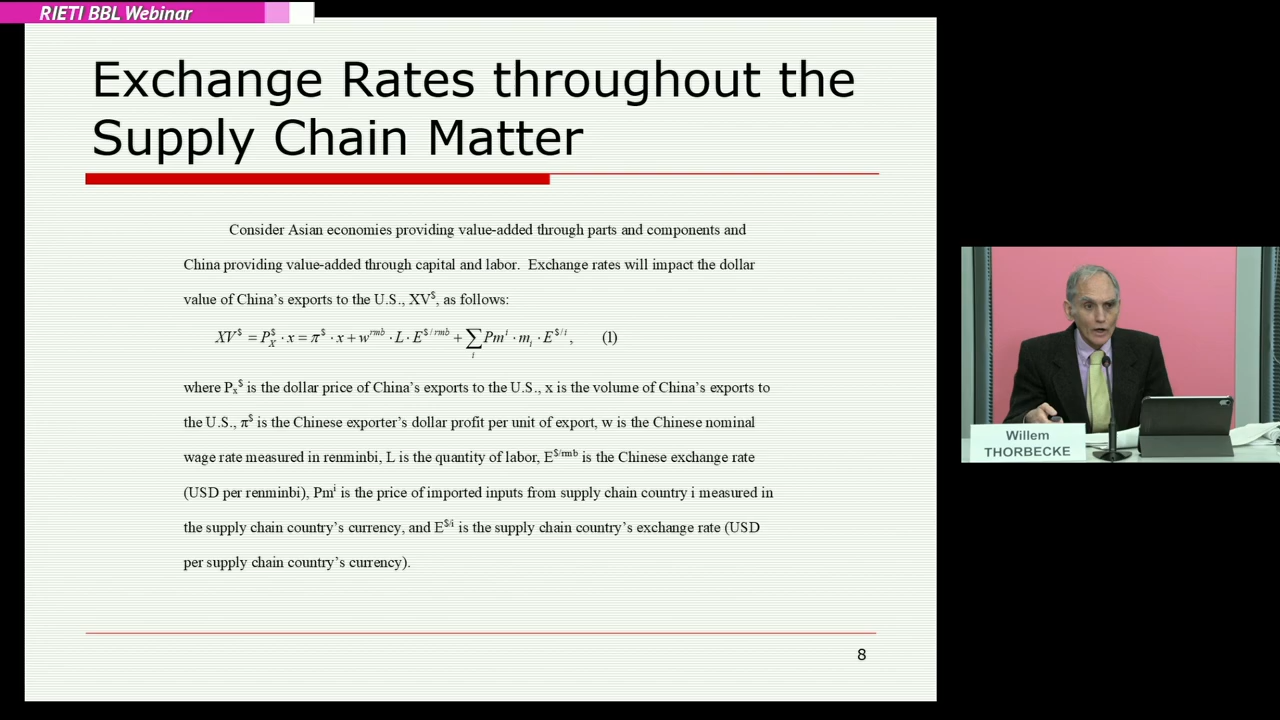 RIETI BBL Webinar
Exchange Rates throughout the
Supply Chain Matter
Consider Asian economies providing value-added through parts and components and
China providing value-added through capital and labor. Exchange rates will impact the dollar
value of China's exports to the U.S., XV$, as follows:
XV^$ = P_X^$ · x = π^$ · x + w^rmb · L · E^$/rmb + ∑_i Pm^i · m_i · E^$/i, (1)
where Px$ is the dollar price of China's exports to the U.S., x is the volume of China's exports to
the U.S., π$ is the Chinese exporter's dollar profit per unit of export, w is the Chinese nominal
wage rate measured in renminbi, L is the quantity of labor, E$/rmb is the Chinese exchange rate
(USD per renminbi), Pmi is the price of imported inputs from supply chain country i measured in
the supply chain country's currency, and E$/i is the supply chain country's exchange rate (USD
per supply chain country's currency).
8
Willem
THORBECKE